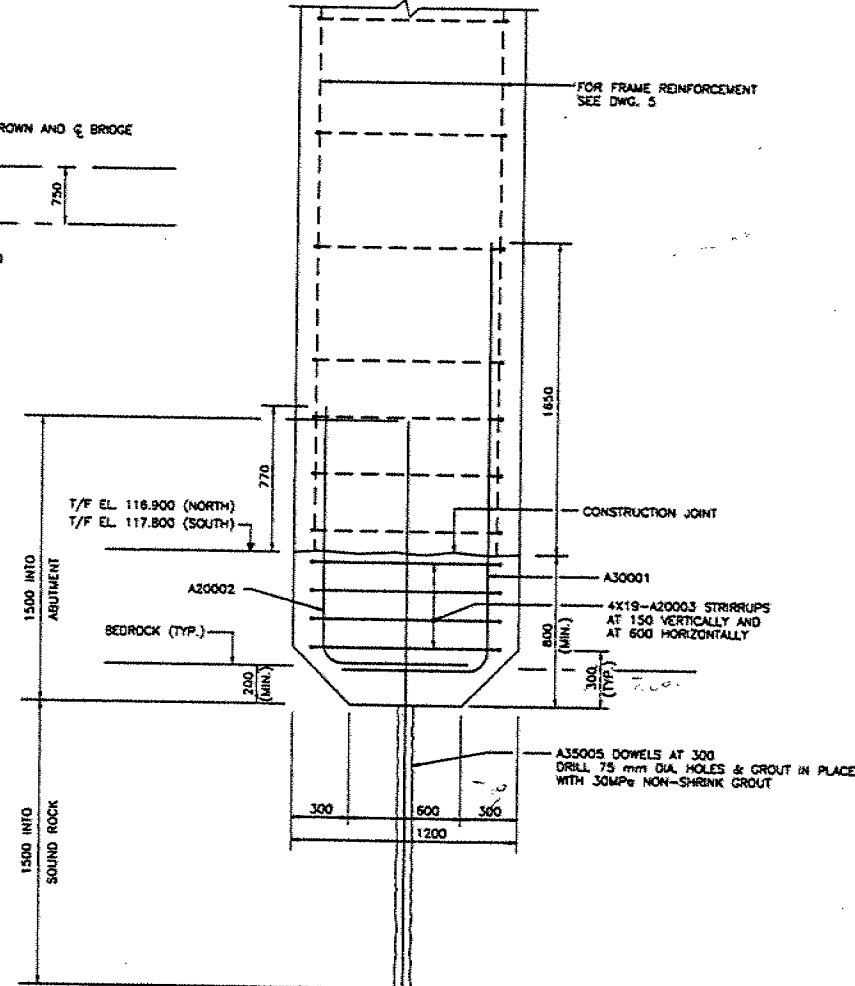 FOR FRAME REINFORCEMENT
SEE DWG. 5
ROWN AND ℄ BRIDGE
750
1650
770
T/F EL. 116.900 (NORTH)
T/F EL. 117.800 (SOUTH)
CONSTRUCTION JOINT
1500 INTO
ABUTMENT
A20002
A30001
4X19-A20003 STRIRRUPS
AT 150 VERTICALLY AND
AT 600 HORIZONTALLY
BEDROCK (TYP.)
800
(MIN.)
200
(MIN.)
300
(TYP.)
A35005 DOWELS AT 300
DRILL 75 mm DIA. HOLES & GROUT IN PLACE
WITH 30MPa NON-SHRINK GROUT
300
600
300
1200
1500 INTO
SOUND ROCK